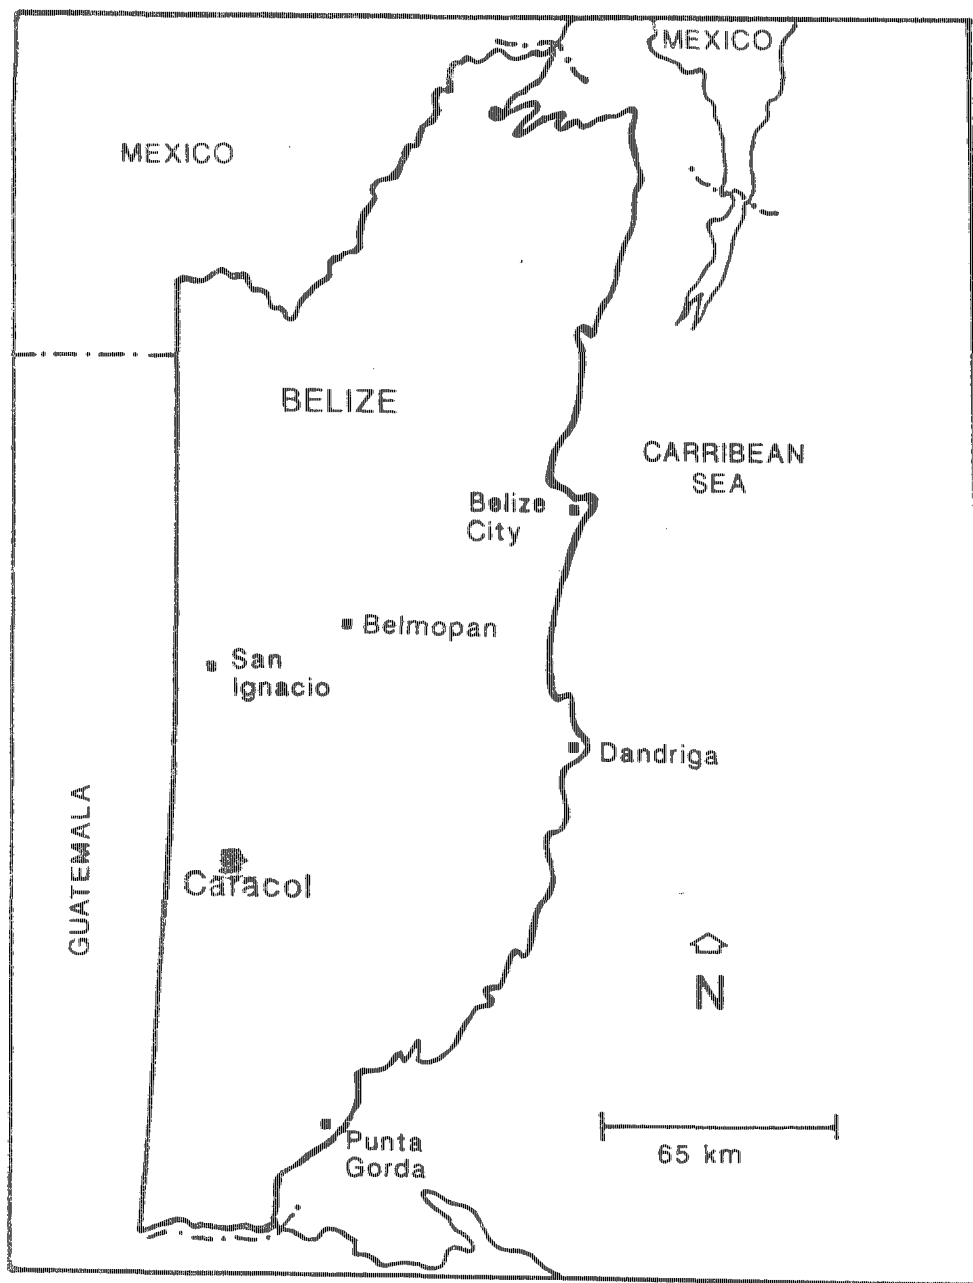 MEXICO
MEXICO
BELIZE
CARRIBEAN
SEA
Belize
City
Belmopan
San
Ignacio
Dandriga
GUATEMALA
Caracol
N
65 km
Punta
Gorda